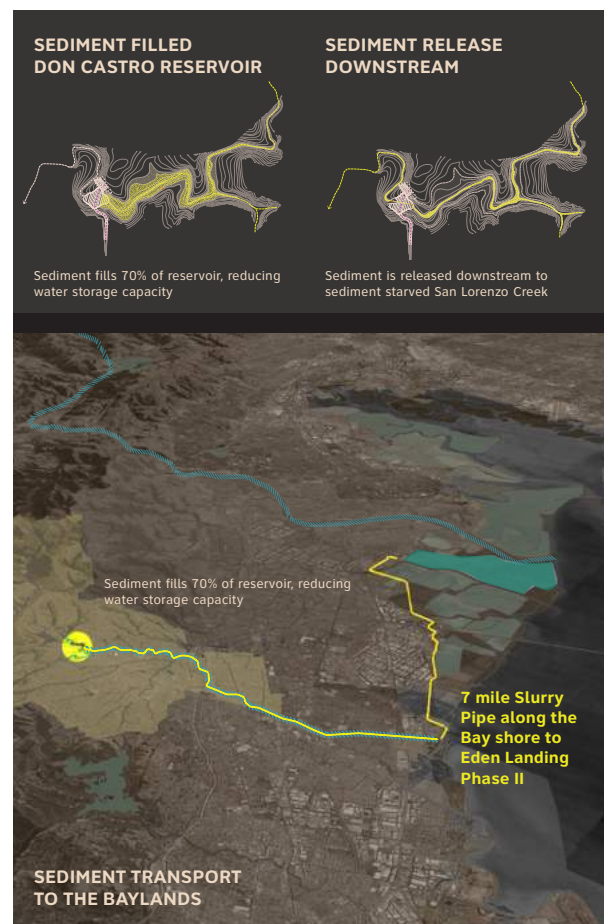 SEDIMENT FILLED
DON CASTRO RESERVOIR
Sediment fills 70% of reservoir, reducing
water storage capacity
SEDIMENT RELEASE
DOWNSTREAM
Sediment is released downstream to
sediment starved San Lorenzo Creek
Sediment fills 70% of reservoir, reducing
water storage capacity
7 mile Slurry
Pipe along the
Bay shore to
Eden Landing
Phase II
SEDIMENT TRANSPORT
TO THE BAYLANDS